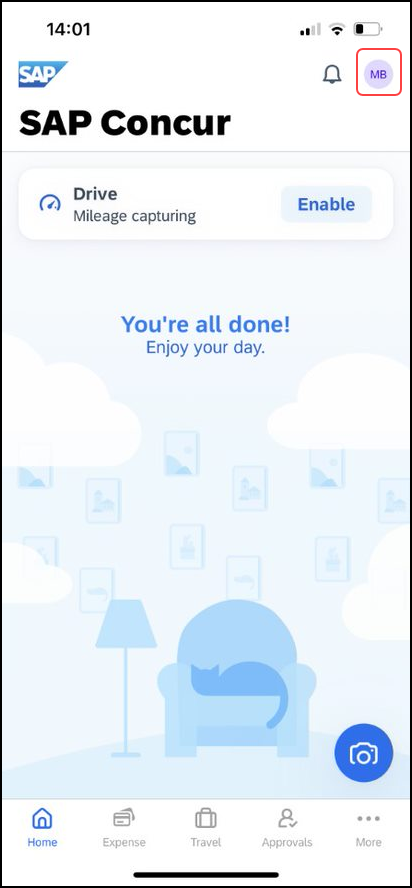 14:01
SAP
MB
SAP Concur
Drive
Mileage capturing
Enable
You're all done!
Enjoy your day.
Home
Expense
Travel
Approvals
More